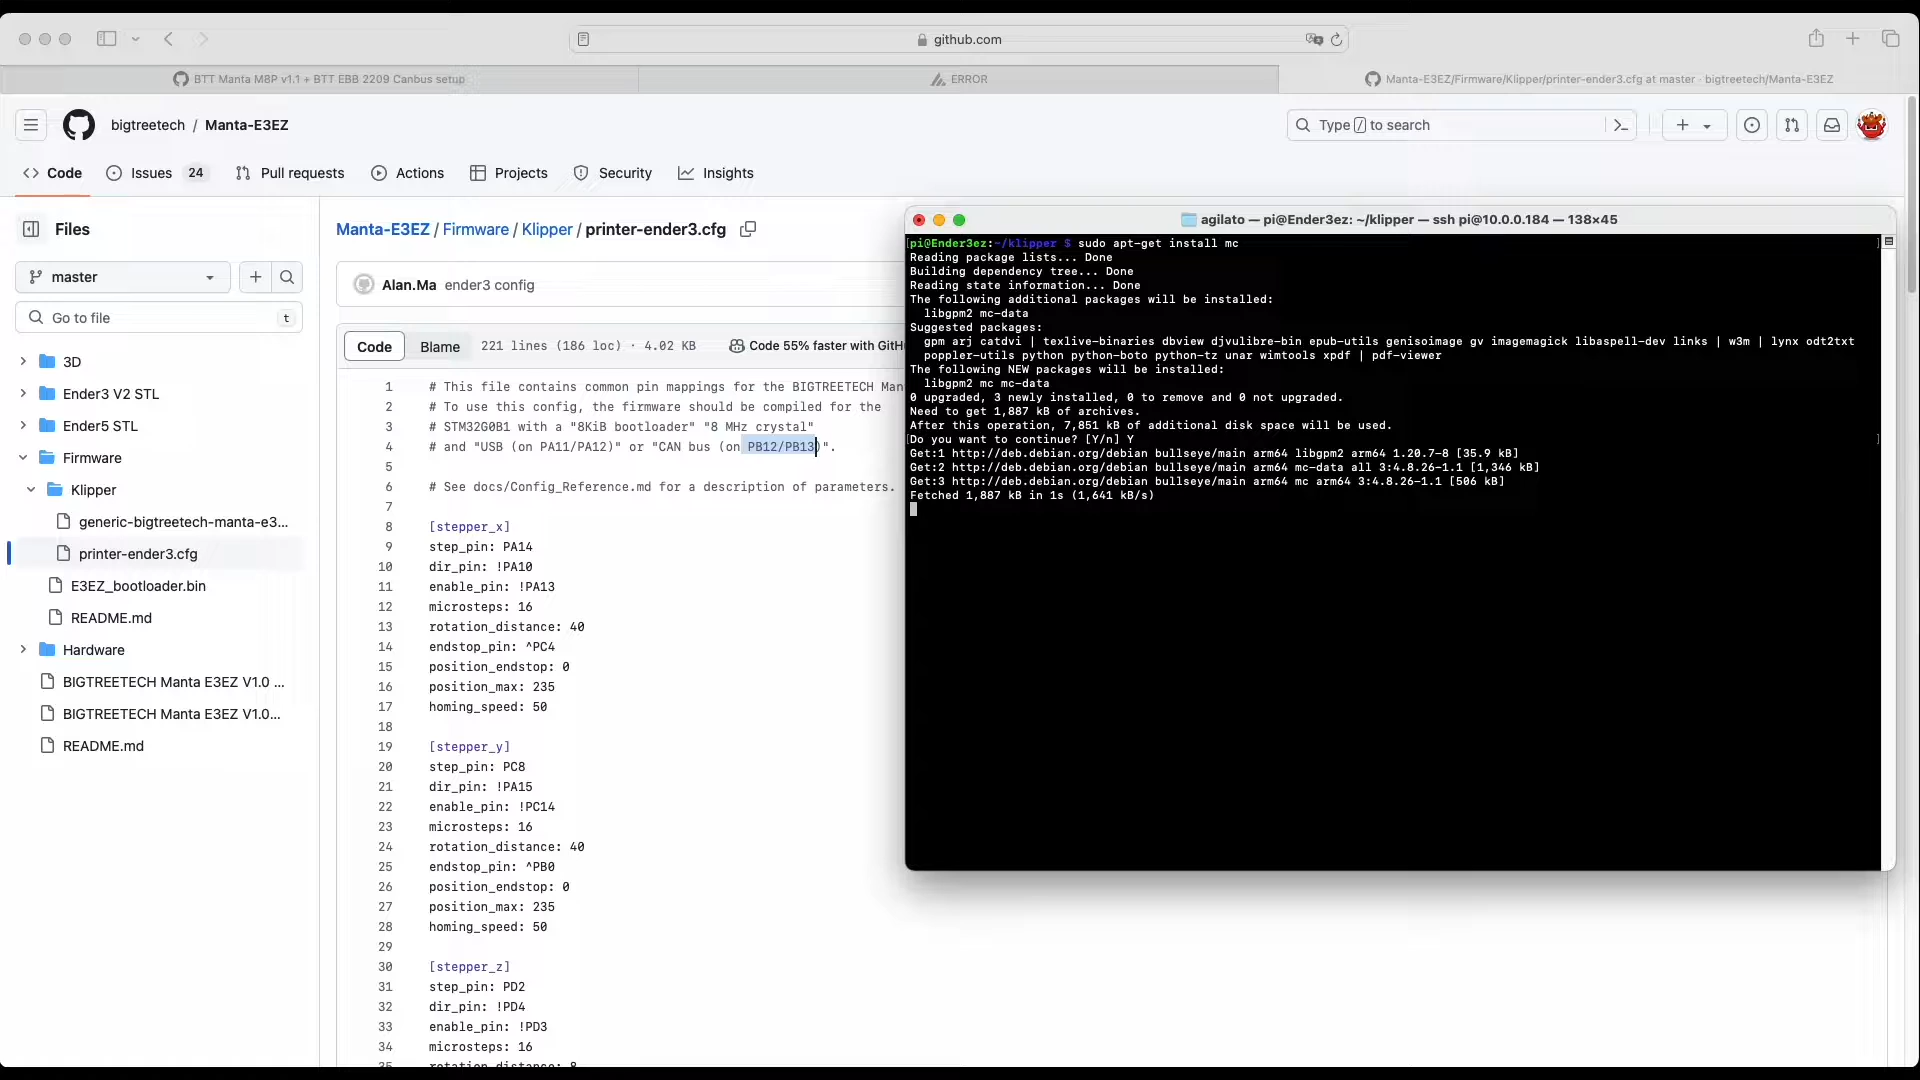 github.com
BTT Manta M8P v1.1 + BTT EBB 2209 Canbus setup
ERROR
Manta-E3EZ/Firmware/Klipper/printer-ender3.cfg at master · bigtreetech/Manta-E3EZ
bigtreetech / Manta-E3EZ
Type / to search
Code
Issues 24
Pull requests
Actions
Projects
Security
Insights
Files
master
Go to file t
3D
Ender3 V2 STL
Ender5 STL
Firmware
Klipper
generic-bigtreetech-manta-e3...
printer-ender3.cfg
E3EZ_bootloader.bin
README.md
Hardware
BIGTREETECH Manta E3EZ V1.0 ...
BIGTREETECH Manta E3EZ V1.0...
README.md
Manta-E3EZ / Firmware / Klipper / printer-ender3.cfg
Alan.Ma ender3 config
Code Blame 221 lines (186 loc) · 4.02 KB Code 55% faster with GitH
1 # This file contains common pin mappings for the BIGTREETECH Man
2 # To use this config, the firmware should be compiled for the
3 # STM32G0B1 with a "8KiB bootloader" "8 MHz crystal"
4 # and "USB (on PA11/PA12)" or "CAN bus (on PB12/PB13)".
5
6 # See docs/Config_Reference.md for a description of parameters.
7
8 [stepper_x]
9 step_pin: PA14
10 dir_pin: !PA10
11 enable_pin: !PA13
12 microsteps: 16
13 rotation_distance: 40
14 endstop_pin: ^PC4
15 position_endstop: 0
16 position_max: 235
17 homing_speed: 50
18
19 [stepper_y]
20 step_pin: PC8
21 dir_pin: !PA15
22 enable_pin: !PC14
23 microsteps: 16
24 rotation_distance: 40
25 endstop_pin: ^PB0
26 position_endstop: 0
27 position_max: 235
28 homing_speed: 50
29
30 [stepper_z]
31 step_pin: PD2
32 dir_pin: !PD4
33 enable_pin: !PD3
34 microsteps: 16
35 rotation_distance: 8
agilato — pi@Ender3ez: ~/klipper — ssh pi@10.0.0.184 — 138×45
[pi@Ender3ez:~/klipper $ sudo apt-get install mc ]
Reading package lists... Done
Building dependency tree... Done
Reading state information... Done
The following additional packages will be installed:
libgpm2 mc-data
Suggested packages:
gpm arj catdvi | texlive-binaries dbview djvulibre-bin epub-utils genisoimage gv imagemagick libaspell-dev links | w3m | lynx odt2txt
poppler-utils python python-boto python-tz unar wimtools xpdf | pdf-viewer
The following NEW packages will be installed:
libgpm2 mc mc-data
0 upgraded, 3 newly installed, 0 to remove and 0 not upgraded.
Need to get 1,887 kB of archives.
After this operation, 7,851 kB of additional disk space will be used.
[Do you want to continue? [Y/n] Y ]
Get:1 http://deb.debian.org/debian bullseye/main arm64 libgpm2 arm64 1.20.7-8 [35.9 kB]
Get:2 http://deb.debian.org/debian bullseye/main arm64 mc-data all 3:4.8.26-1.1 [1,346 kB]
Get:3 http://deb.debian.org/debian bullseye/main arm64 mc arm64 3:4.8.26-1.1 [506 kB]
Fetched 1,887 kB in 1s (1,641 kB/s)